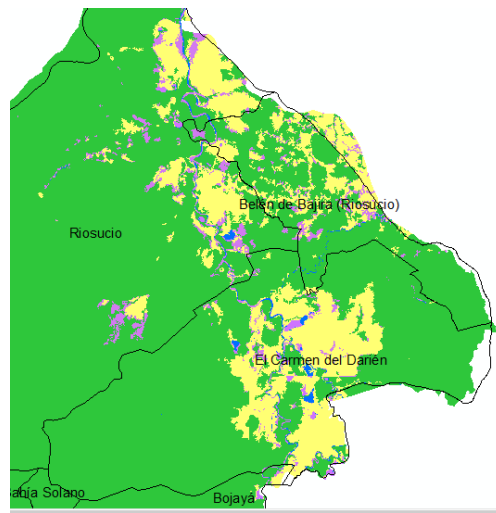 Belén de Bajirá (Riosucio)
Riosucio
El Carmen del Darién
Bahía Solano
Bojayá